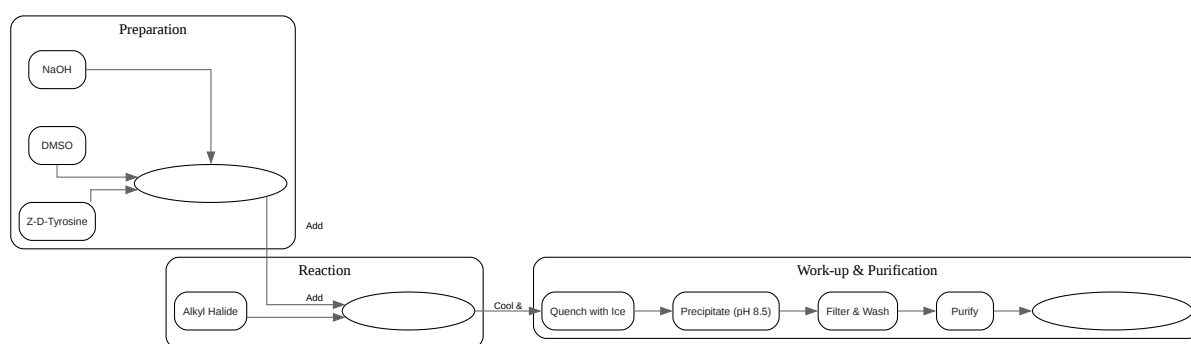 Preparation
NaOH
DMSO
Z-D-Tyrosine
Add
Reaction
Add
Alkyl Halide
Cool &
Work-up & Purification
Quench with Ice
Precipitate (pH 8.5)
Filter & Wash
Purify